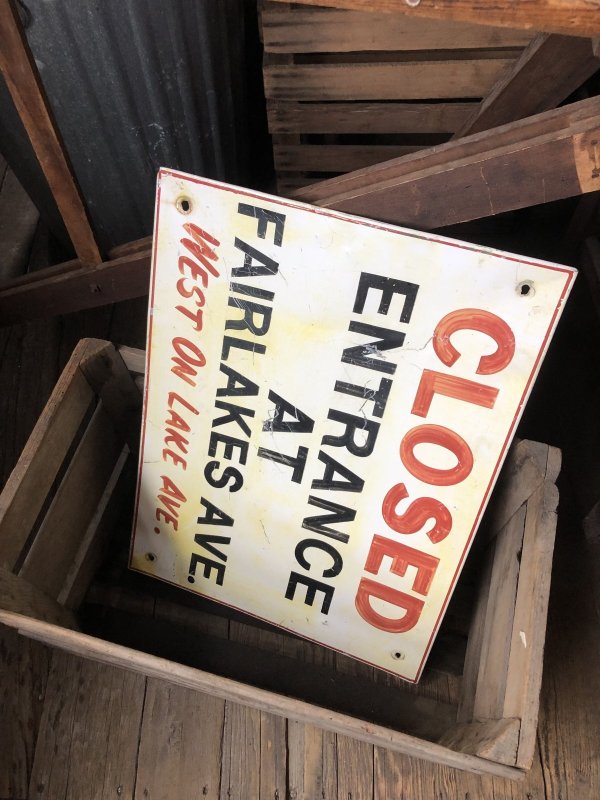 CLOSED
ENTRANCE
AT
FAIRLAKES AVE.
WEST ON LAKE AVE.